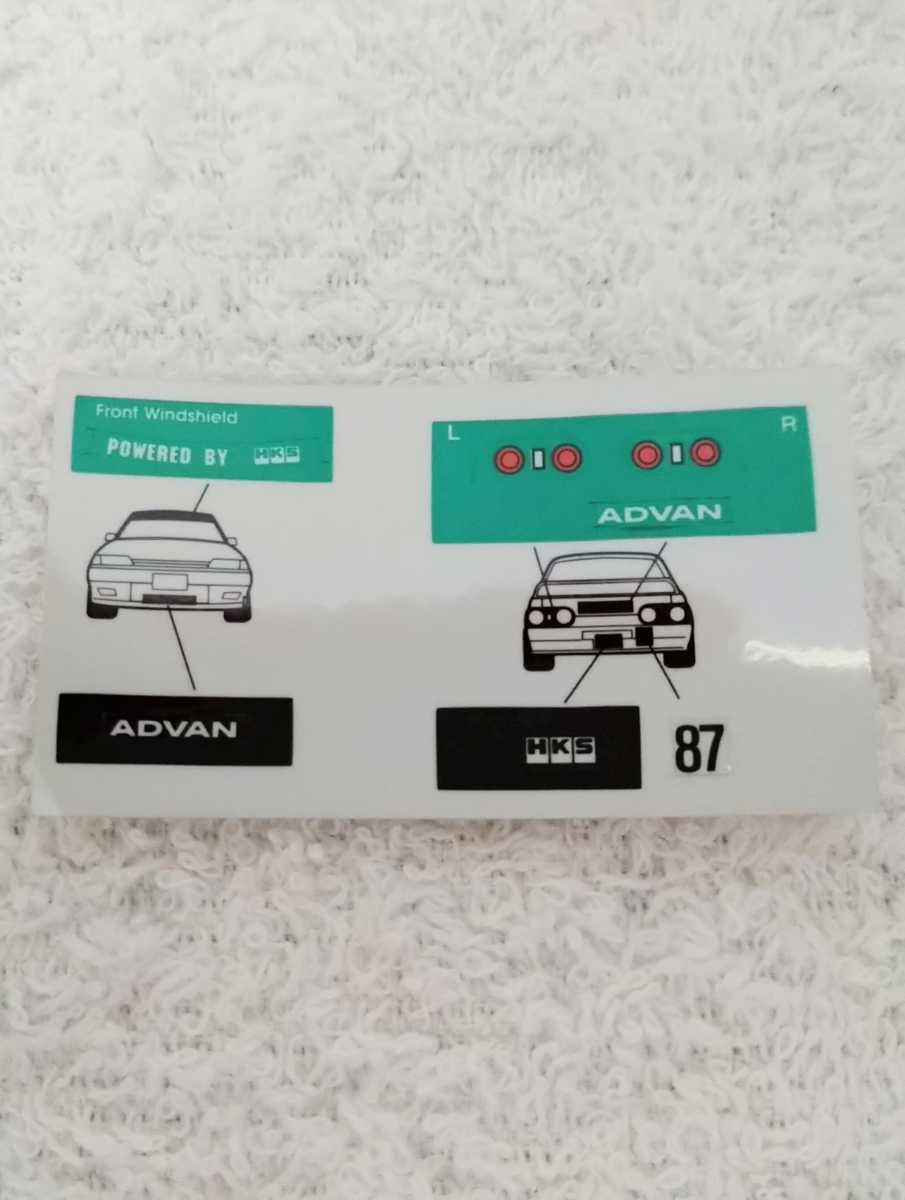 Front Windshield
POWERED BY HKS
L R
ADVAN
ADVAN
HKS
87